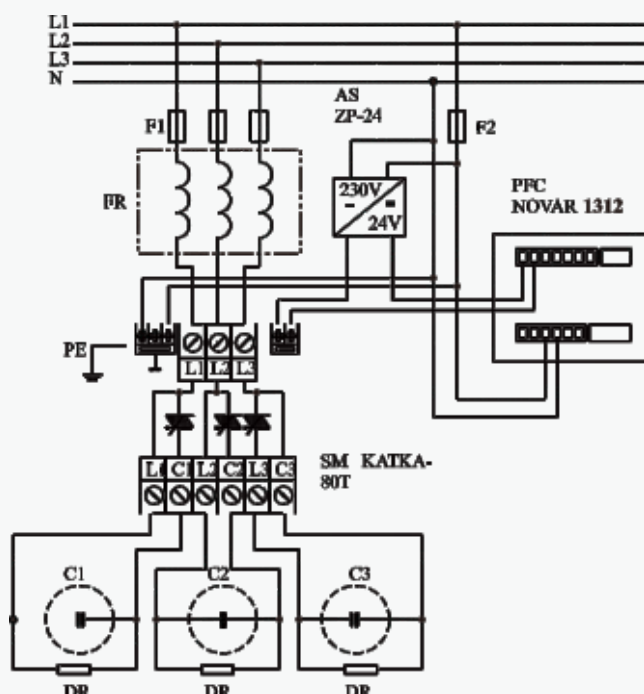 L1
L2
L3
N
AS
ZP-24
F1
F2
230V
24V
FR
PFC
NOVAR 1312
PE
L1 L2 L3
L1 C1 L2 C2 L3 C3
SM KATKA-
80T
C1 C2 C3
DR DR DR